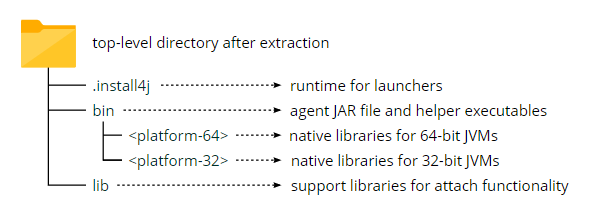 top-level directory after extraction
.install4j runtime for launchers
bin agent JAR file and helper executables
<platform-64> native libraries for 64-bit JVMs
<platform-32> native libraries for 32-bit JVMs
lib support libraries for attach functionality